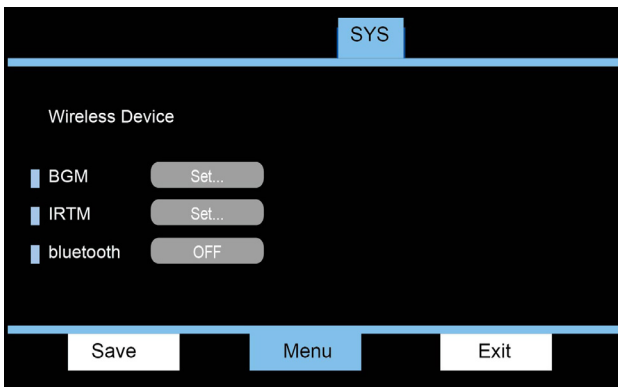 SYS
Wireless Device
BGM Set...
IRTM Set...
bluetooth OFF
Save Menu Exit